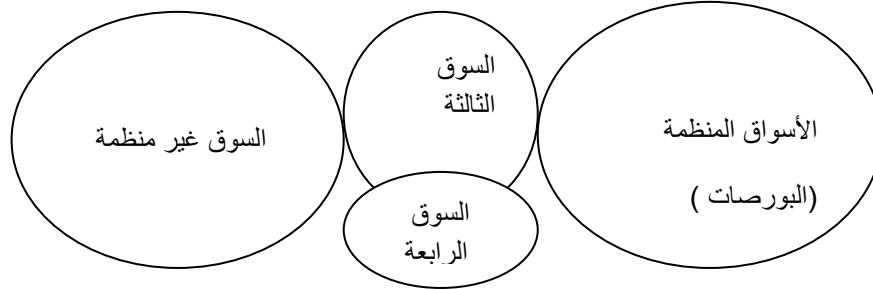 الأسواق المنظمة
(البورصات )
السوق
الثالثة
السوق
الرابعة
السوق غير منظمة